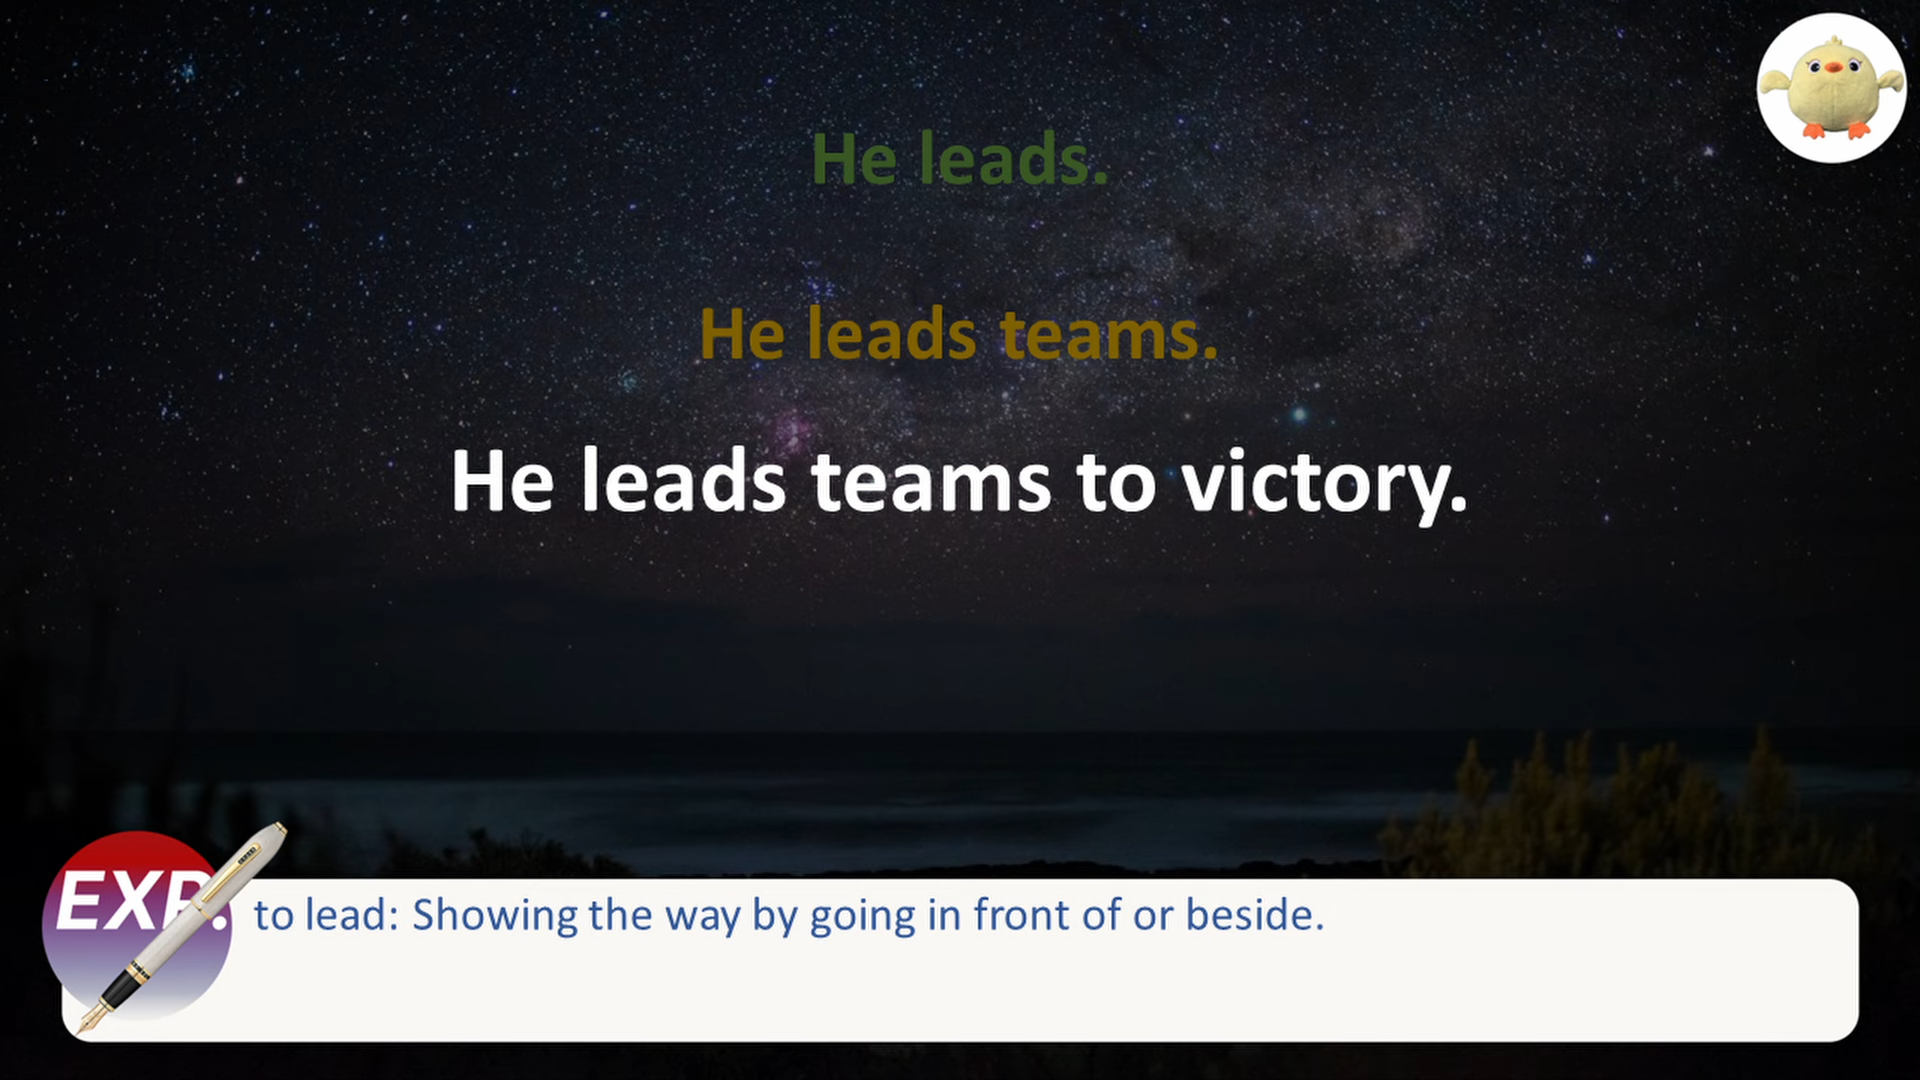 He leads.
He leads teams.
He leads teams to victory.
EXP. to lead: Showing the way by going in front of or beside.